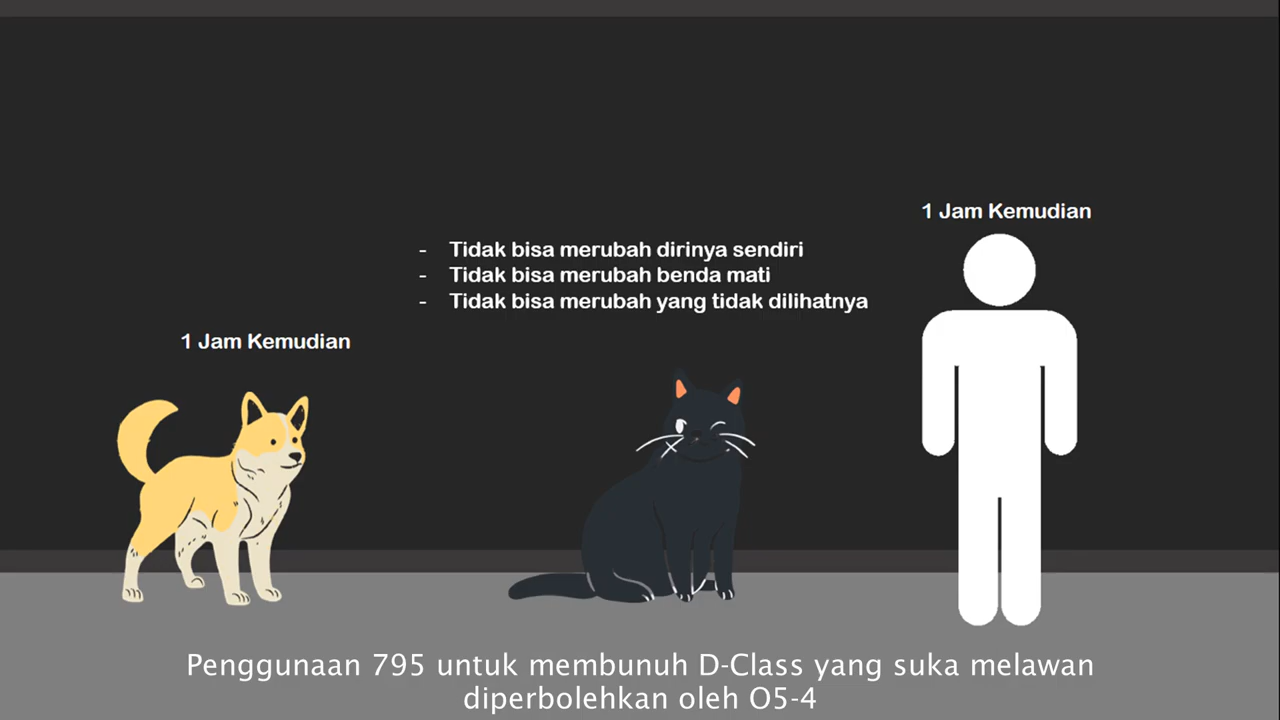 1 Jam Kemudian
- Tidak bisa merubah dirinya sendiri
- Tidak bisa merubah benda mati
- Tidak bisa merubah yang tidak dilihatnya
1 Jam Kemudian
Penggunaan 795 untuk membunuh D-Class yang suka melawan
diperbolehkan oleh O5-4